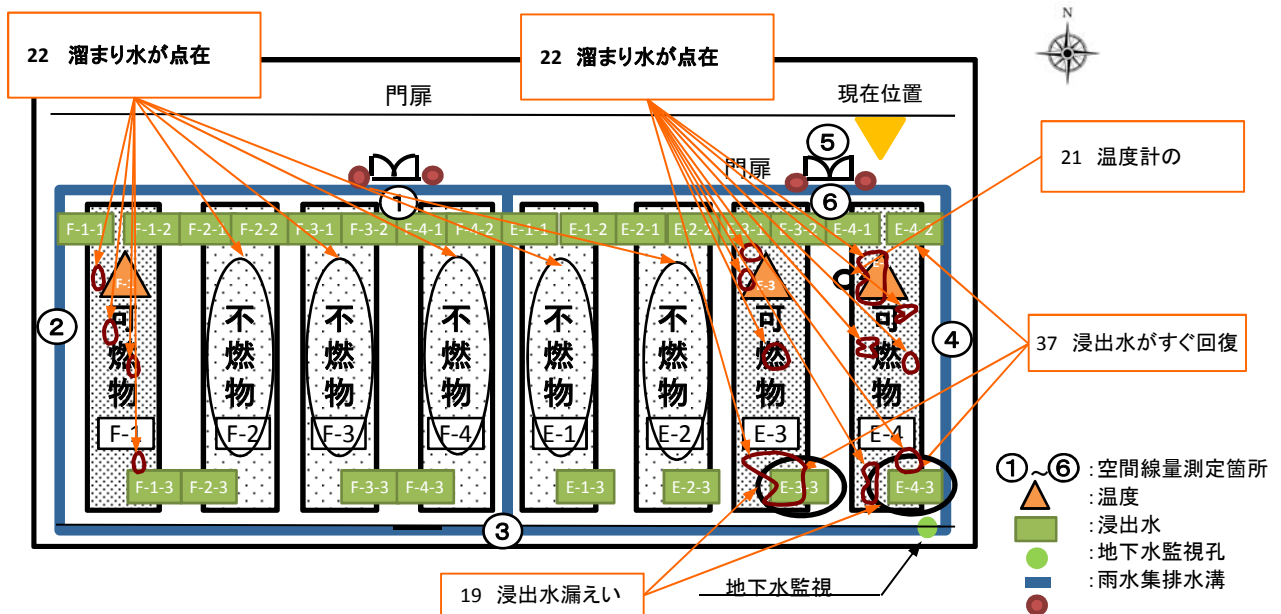 N
22 溜まり水が点在
22 溜まり水が点在
門扉
現在位置
⑤
21 温度計の
門扉
①
⑥
F-1-1 F-1-2 F-2-1 F-2-2 F-3-1 F-3-2 F-4-1 F-4-2 E-1-1 E-1-2 E-2-1 E-2-2 E-3-1 E-3-2 E-4-1 E-4-2
F-1
E-3
②
④
可燃物
不燃物
不燃物
不燃物
不燃物
不燃物
可燃物
可燃物
37 浸出水がすぐ回復
F-1 F-2 F-3 F-4 E-1 E-2 E-3 E-4
F-1-3 F-2-3 F-3-3 F-4-3 E-1-3 E-2-3 E-3-3 E-4-3
③
①～⑥:空間線量測定箇所
:温度
:浸出水
:地下水監視孔
:雨水集排水溝
19 浸出水漏えい
地下水監視